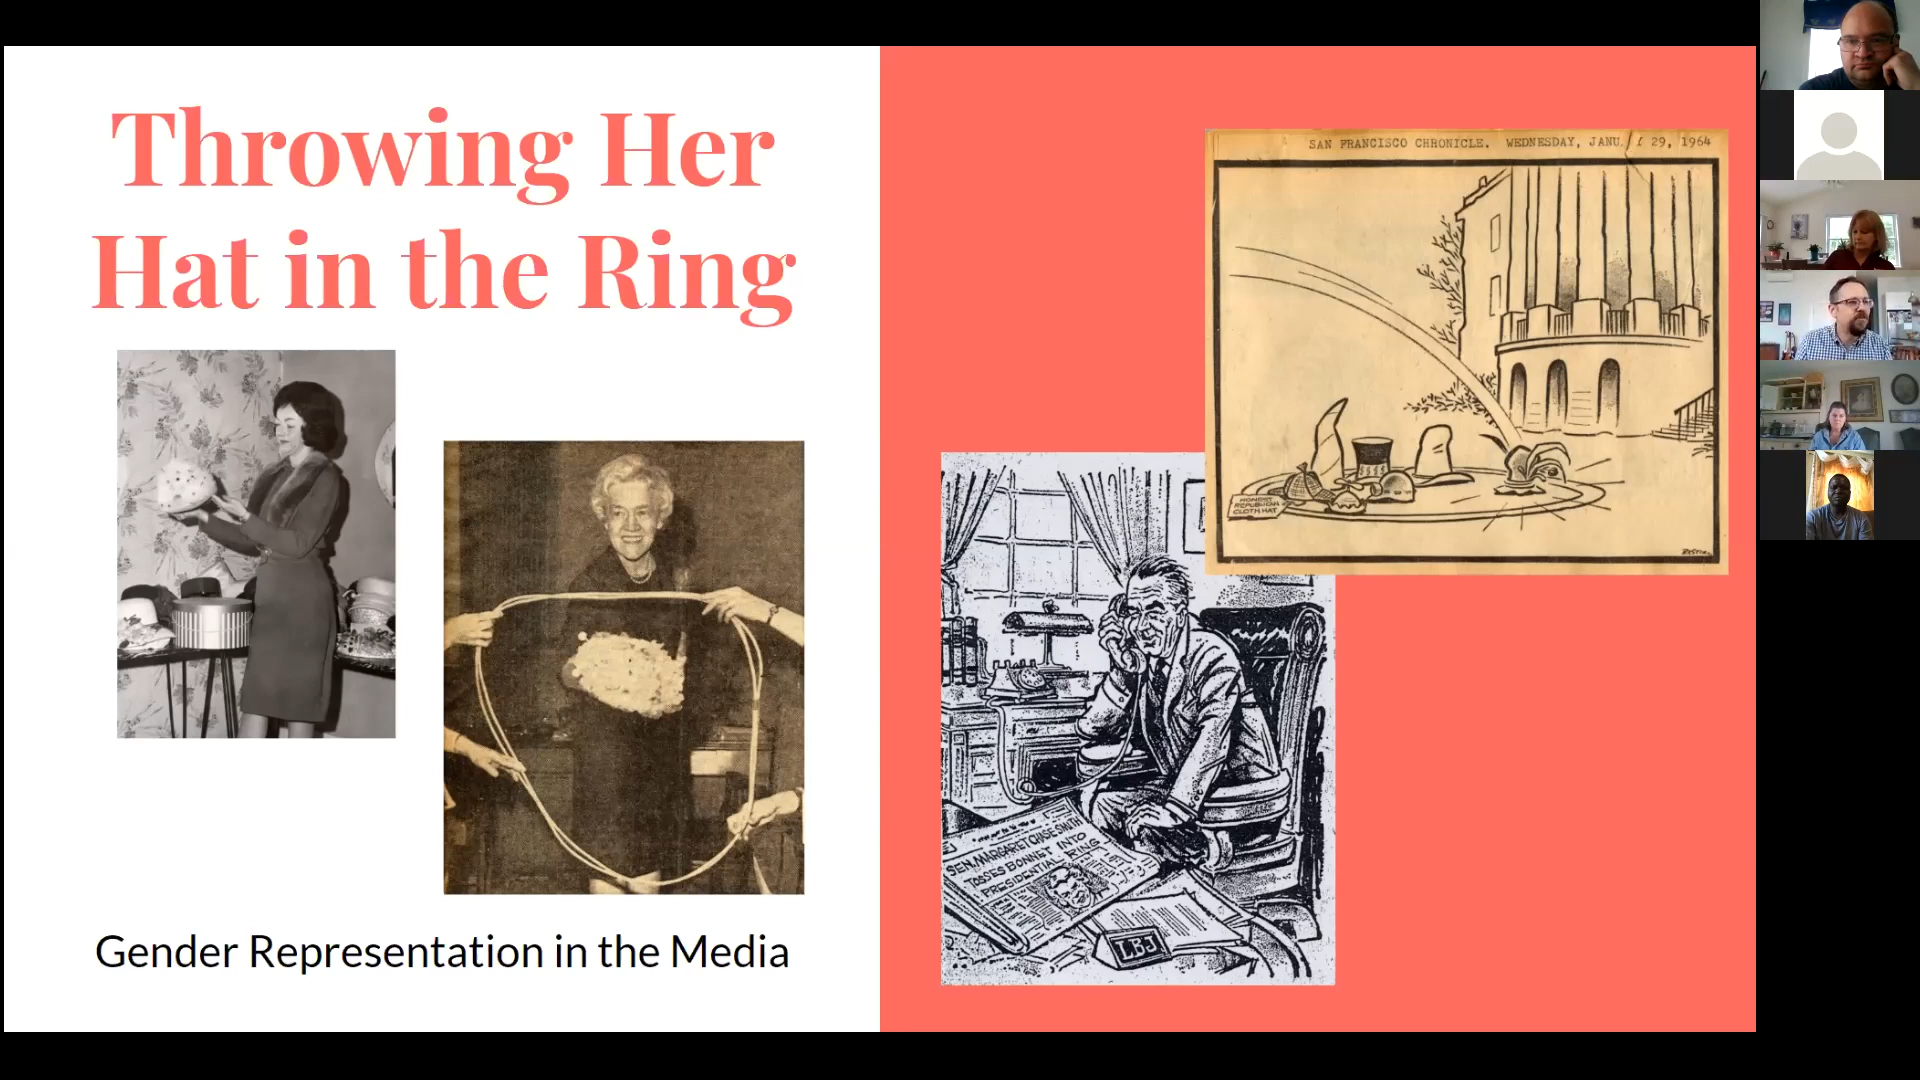 Throwing Her
Hat in the Ring
Gender Representation in the Media
SAN FRANCISCO CHRONICLE. WEDNESDAY, JANU 29, 1964
HONEST
REPUBLICAN
CLOTH HAT
SEN. MARGARET CHASE SMITH
TOSSES BONNET INTO
PRESIDENTIAL RING
LBJ